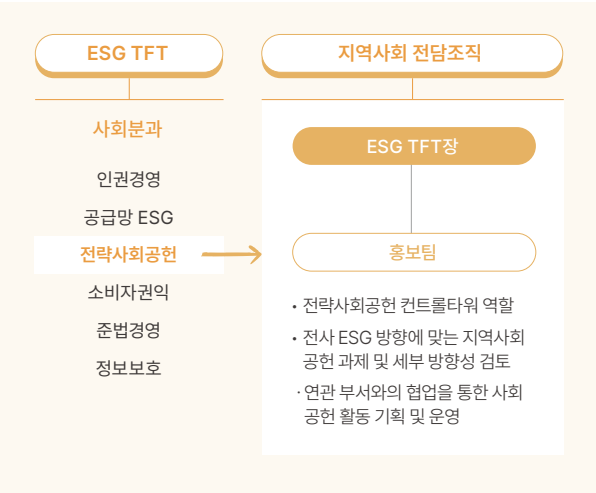 ESG TFT
사회분과
인권경영
공급망 ESG
전략사회공헌
소비자권익
준법경영
정보보호
지역사회 전담조직
ESG TFT장
홍보팀
• 전략사회공헌 컨트롤타워 역할
• 전사 ESG 방향에 맞는 지역사회
공헌 과제 및 세부 방향성 검토
· 연관 부서와의 협업을 통한 사회
공헌 활동 기획 및 운영